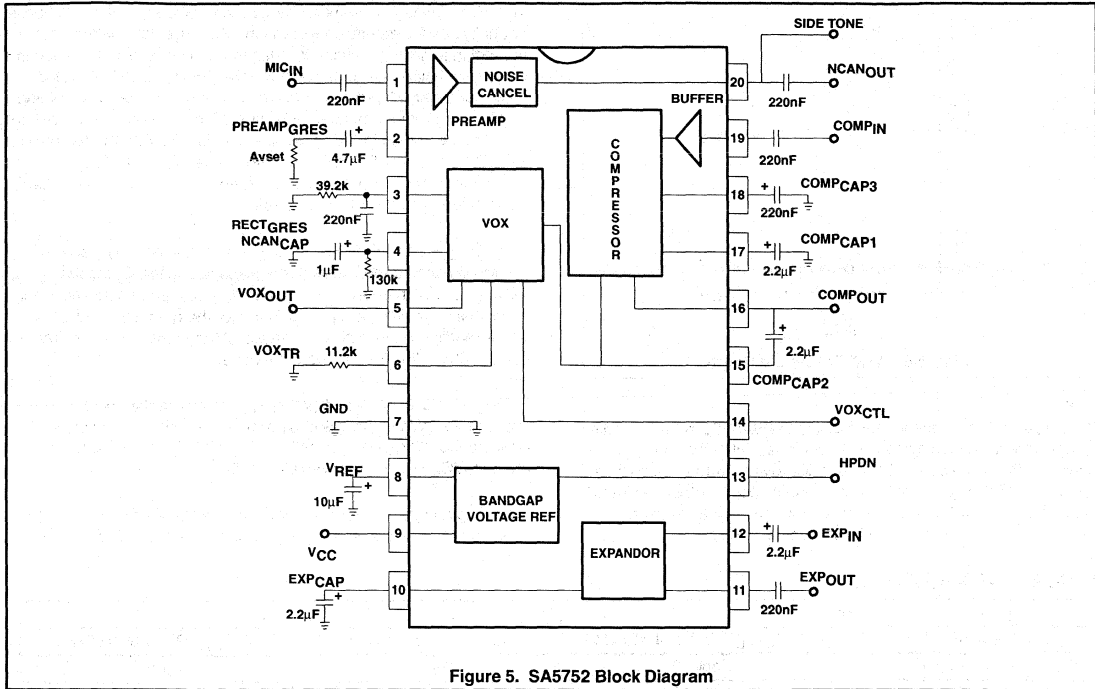 SIDE TONE
MICIN
220nF
1
NOISE
CANCEL
20
220nF
NCANOUT
PREAMP
BUFFER
PREAMPGRES
Avset
4.7µF
2
19
220nF
COMPIN
COMPRESSOR
39.2k
3
220nF
18
+
220nF
COMPCAP3
RECTGRES
NCANCAP
+
1µF
130k
4
VOX
17
+
2.2µF
COMPCAP1
VOXOUT
5
16
COMPOUT
+
2.2µF
VOXTR
11.2k
6
15
COMPCAP2
GND
7
14
VOXCTL
VREF
10µF
+
8
BANDGAP
VOLTAGE REF
13
HPDN
VCC
9
EXPANDOR
12
+
2.2µF
EXPIN
EXPCAP
2.2µF
+
10
11
220nF
EXPOUT
Figure 5. SA5752 Block Diagram